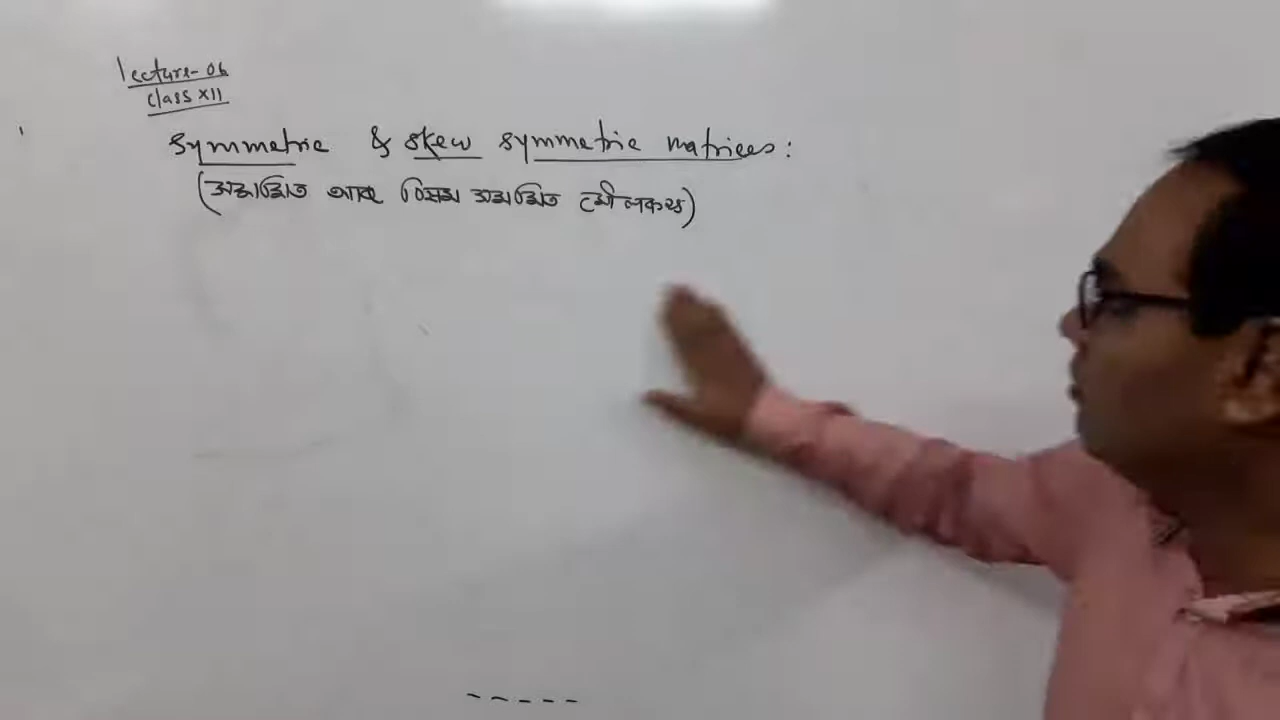 Lecture-06
Class XII
Symmetric & skew symmetric matrices:
(সমমিত আৰু বিষম সমমিত মৌলকক্ষ)